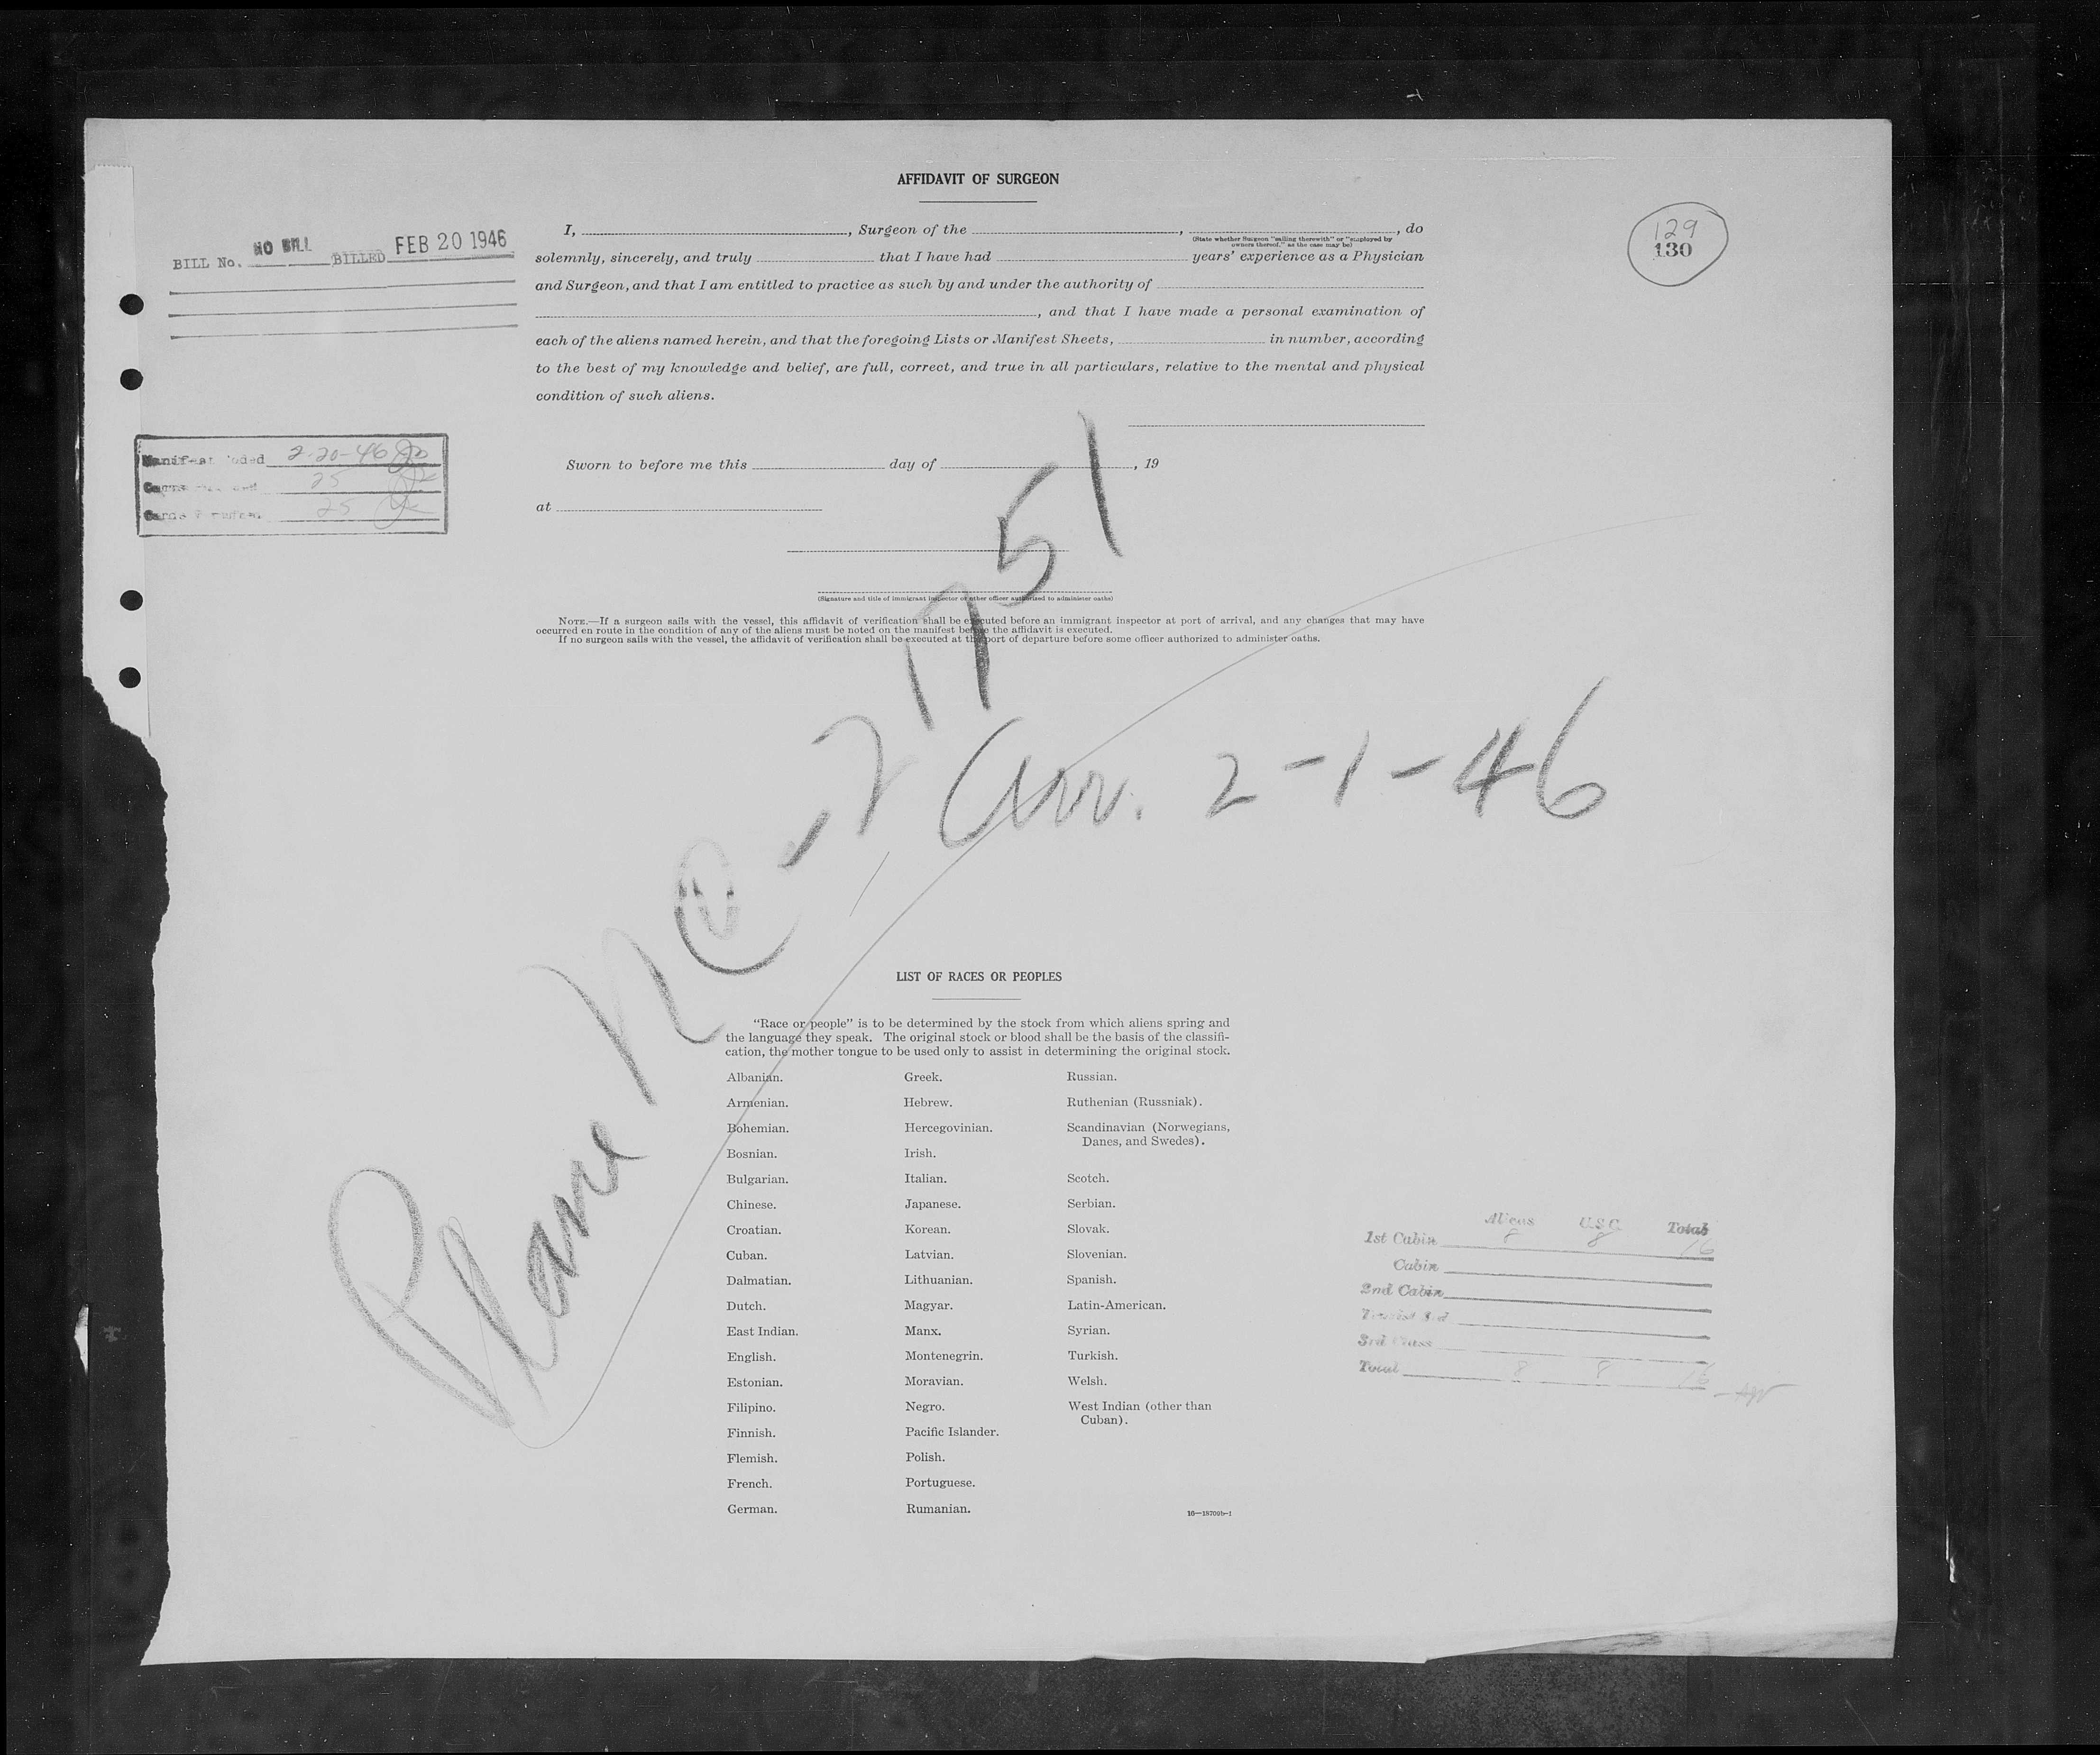 AFFIDAVIT OF SURGEON
129
130
BILL No. NO BILL BILLED FEB 20 1946
I, , Surgeon of the , , do
(State whether Surgeon "sailing therewith" or "employed by
owners thereof," as the case may be)
solemnly, sincerely, and truly that I have had years' experience as a Physician
and Surgeon, and that I am entitled to practice as such by and under the authority of
, and that I have made a personal examination of
each of the aliens named herein, and that the foregoing Lists or Manifest Sheets, in number, according
to the best of my knowledge and belief, are full, correct, and true in all particulars, relative to the mental and physical
condition of such aliens.
Manifest 2-20-46
25
Cards 25
Sworn to before me this day of , 19
at
(Signature and title of immigrant inspector or other officer authorized to administer oaths)
NOTE.—If a surgeon sails with the vessel, this affidavit of verification shall be executed before an immigrant inspector at port of arrival, and any changes that may have
occurred en route in the condition of any of the aliens must be noted on the manifest before the affidavit is executed.
If no surgeon sails with the vessel, the affidavit of verification shall be executed at the port of departure before some officer authorized to administer oaths.
Plane NC-21751
Arr. 2-1-46
LIST OF RACES OR PEOPLES
"Race or people" is to be determined by the stock from which aliens spring and
the language they speak. The original stock or blood shall be the basis of the classifi-
cation, the mother tongue to be used only to assist in determining the original stock.
Albanian.
Armenian.
Bohemian.
Bosnian.
Bulgarian.
Chinese.
Croatian.
Cuban.
Dalmatian.
Dutch.
East Indian.
English.
Estonian.
Filipino.
Finnish.
Flemish.
French.
German.
Greek.
Hebrew.
Hercegovinian.
Irish.
Italian.
Japanese.
Korean.
Latvian.
Lithuanian.
Magyar.
Manx.
Montenegrin.
Moravian.
Negro.
Pacific Islander.
Polish.
Portuguese.
Rumanian.
Russian.
Ruthenian (Russniak).
Scandinavian (Norwegians,
Danes, and Swedes).
Scotch.
Serbian.
Slovak.
Slovenian.
Spanish.
Latin-American.
Syrian.
Turkish.
Welsh.
West Indian (other than
Cuban).
16—18709b-1
Aliens U.S.C. Totals
1st Cabin 8 8 16
Cabin
2nd Cabin
Tourist 3rd
3rd Class
Total 8 8 16